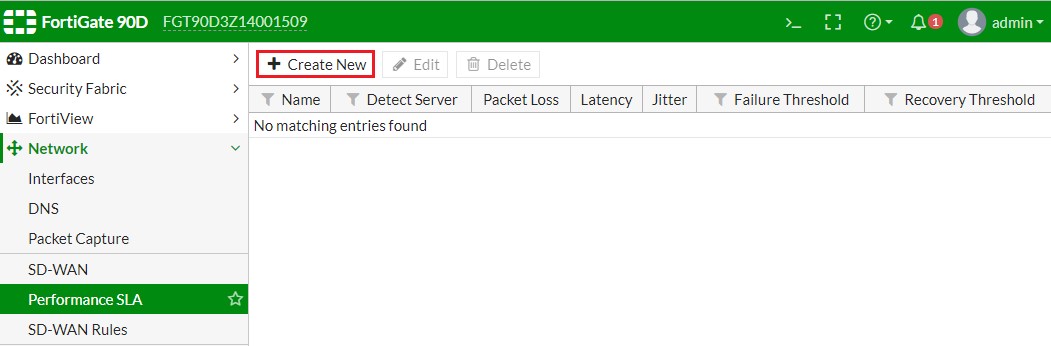 FortiGate 90D FGT90D3Z14001509 >_ 1 admin
Dashboard
Security Fabric
FortiView
Network
Interfaces
DNS
Packet Capture
SD-WAN
Performance SLA
SD-WAN Rules
Create New Edit Delete
Name Detect Server Packet Loss Latency Jitter Failure Threshold Recovery Threshold
No matching entries found